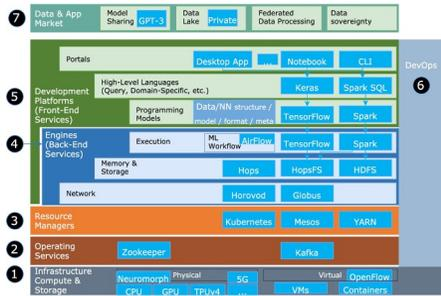 7
Data & App
Market
Model
Sharing
GPT-3
Data
Lake
Private
Federated
Data Processing
Data
sovereignty
DevOps
6
5
Development
Platforms
(Front-End
Services)
Portals
Desktop App
...
Notebook
CLI
High-Level Languages
(Query, Domain-Specific, etc.)
Keras
Spark SQL
Programming
Models
Data/NN structure /
model / format / meta
TensorFlow
Spark
4
Engines
(Back-End
Services)
Execution
ML
Workflow
AirFlow
TensorFlow
Spark
Memory &
Storage
Hops
HopsFS
HDFS
Network
Horovod
Globus
3
Resource
Managers
Kubernetes
Mesos
YARN
2
Operating
Services
Zookeeper
Kafka
1
Infrastructure
Compute &
Storage
Neuromorph
Physical
5G
CPU
GPU
TPUv4
...
Virtual
OpenFlow
VMs
Containers